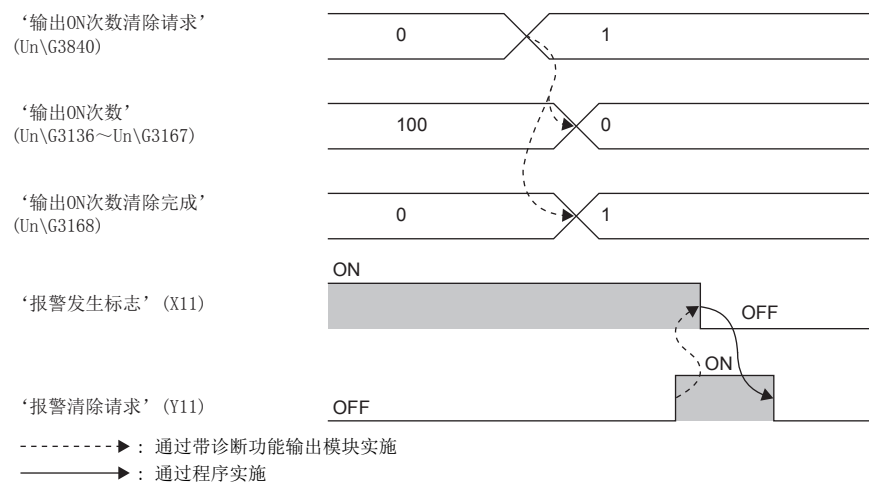 ‘输出ON次数清除请求’
(Un\G3840)
0
1
‘输出ON次数’
(Un\G3136～Un\G3167)
100
0
‘输出ON次数清除完成’
(Un\G3168)
0
1
ON
‘报警发生标志’(X11)
OFF
ON
‘报警清除请求’(Y11)
OFF
: 通过带诊断功能输出模块实施
: 通过程序实施